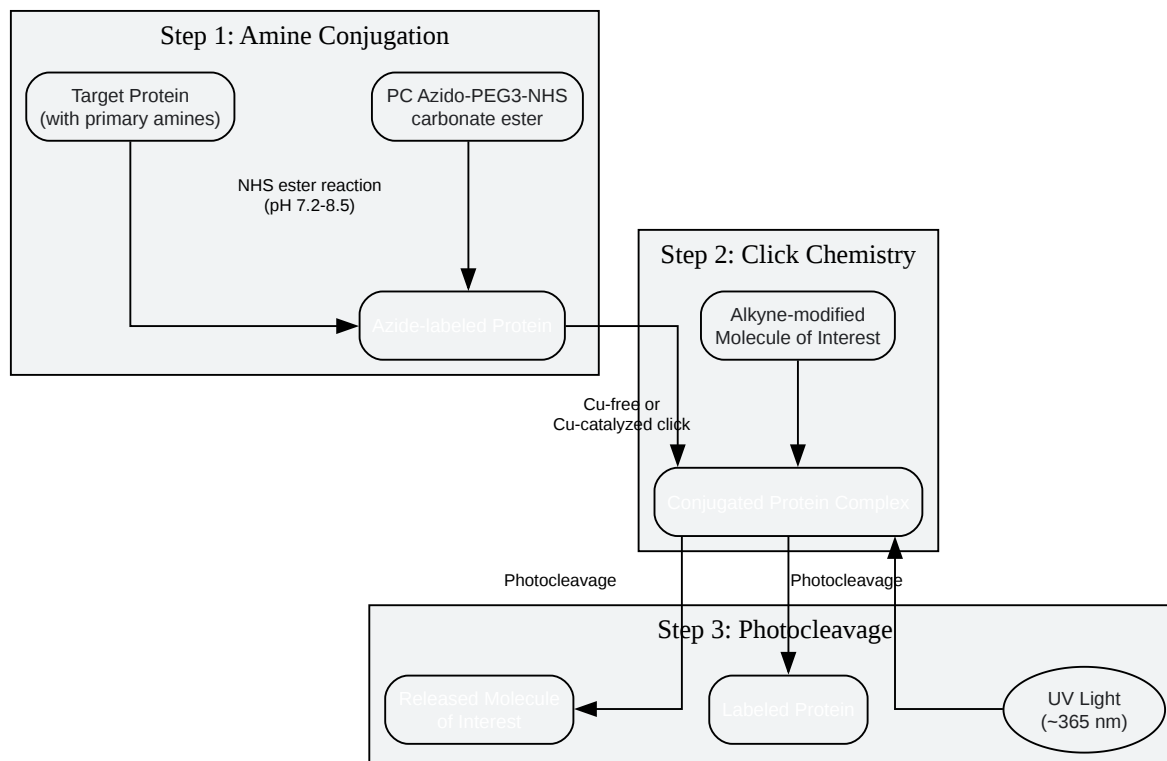 Step 1: Amine Conjugation
Target Protein
(with primary amines)
PC Azido-PEG3-NHS
carbonate ester
NHS ester reaction
(pH 7.2-8.5)
Azide-labeled Protein
Step 2: Click Chemistry
Alkyne-modified
Molecule of Interest
Cu-free or
Cu-catalyzed click
Conjugated Protein Complex
Photocleavage
Photocleavage
Step 3: Photocleavage
Released Molecule
of Interest
Labeled Protein
UV Light
(~365 nm)